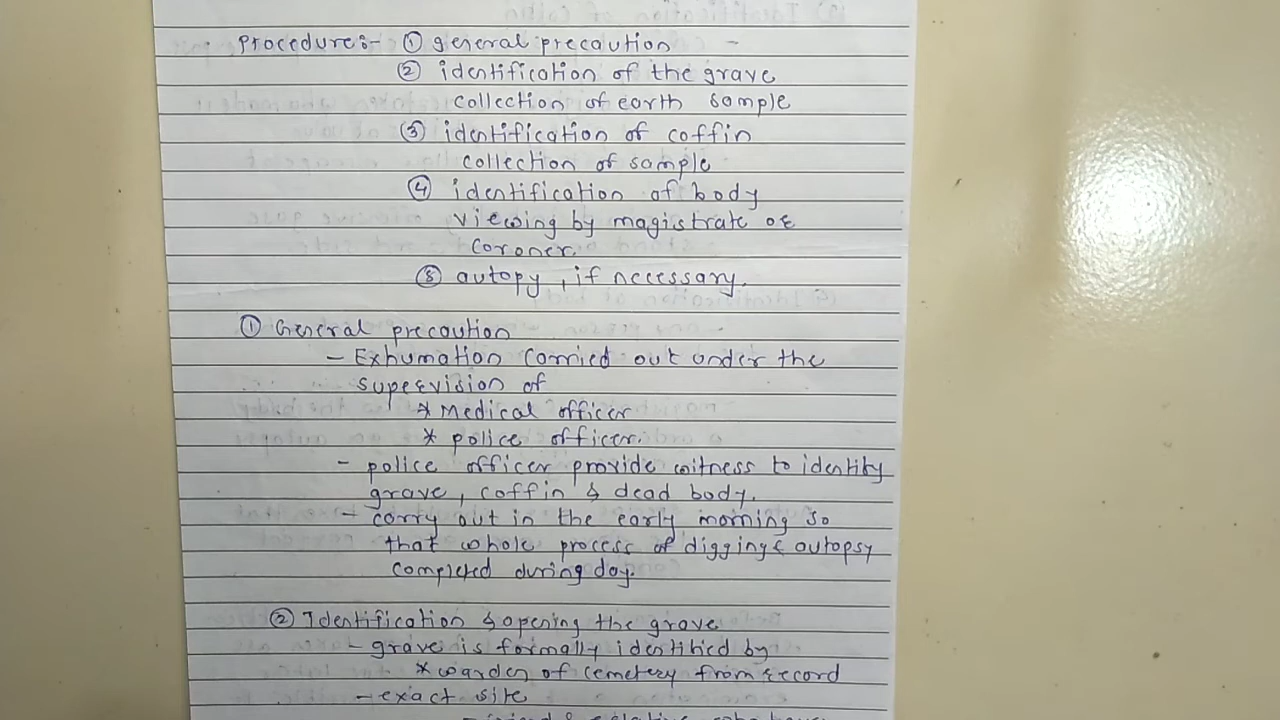 Procedure:- ① general precaution -
② identification of the grave
collection of earth sample
③ identification of coffin
collection of sample
④ identification of body
viewing by magistrate or
coroner.
⑤ autopy, if necessary.
① General precaution
- Exhumation carried out under the
supervision of
* Medical officer
* police officer.
- police officer provide witness to identity
grave, coffin & dead body.
- carry out in the early morning so
that whole process of digging & autopsy
completed during day.
② Identification & opening the grave
- grave is formally identified by
* warden of cemetery from record
- exact site